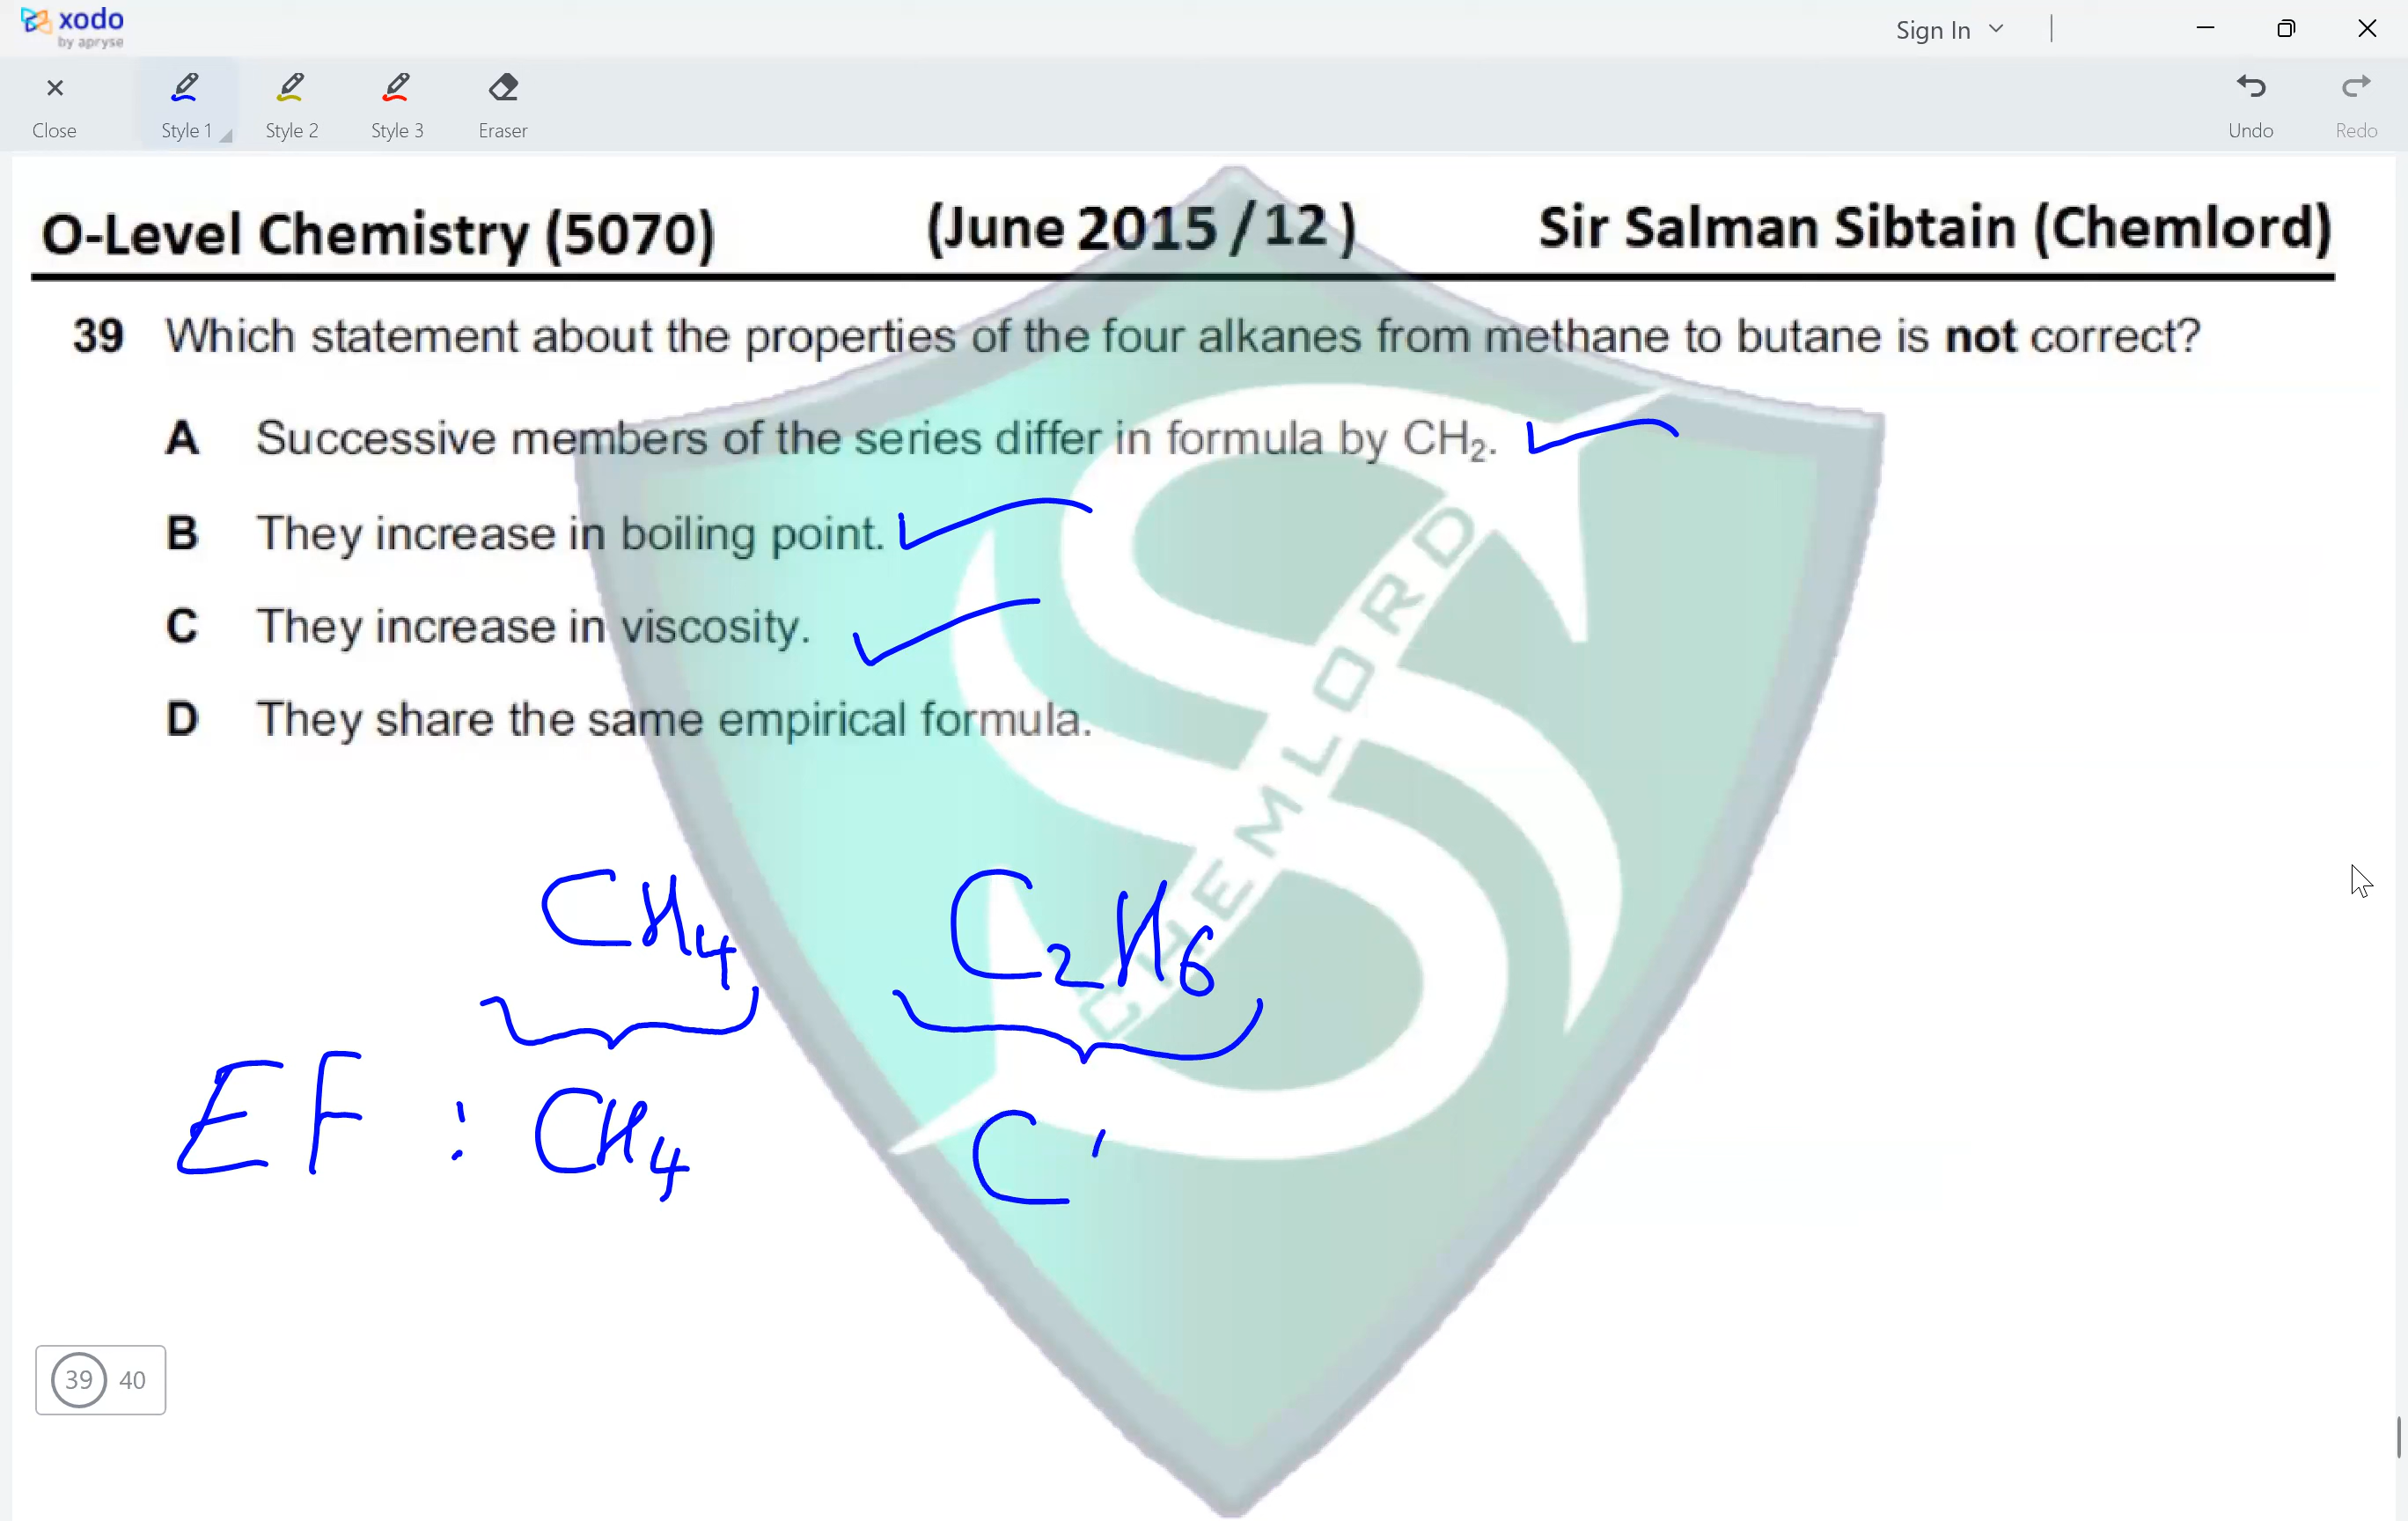 xodo
by apryse
Sign In
Close
Style 1
Style 2
Style 3
Eraser
Undo
Redo
O-Level Chemistry (5070) (June 2015 / 12 ) Sir Salman Sibtain (Chemlord)
39 Which statement about the properties of the four alkanes from methane to butane is not correct?
A Successive members of the series differ in formula by CH₂.
B They increase in boiling point.
C They increase in viscosity.
D They share the same empirical formula.
CHEMLORD
CH₄ C₂H₆
EF : CH₄ C
39 40